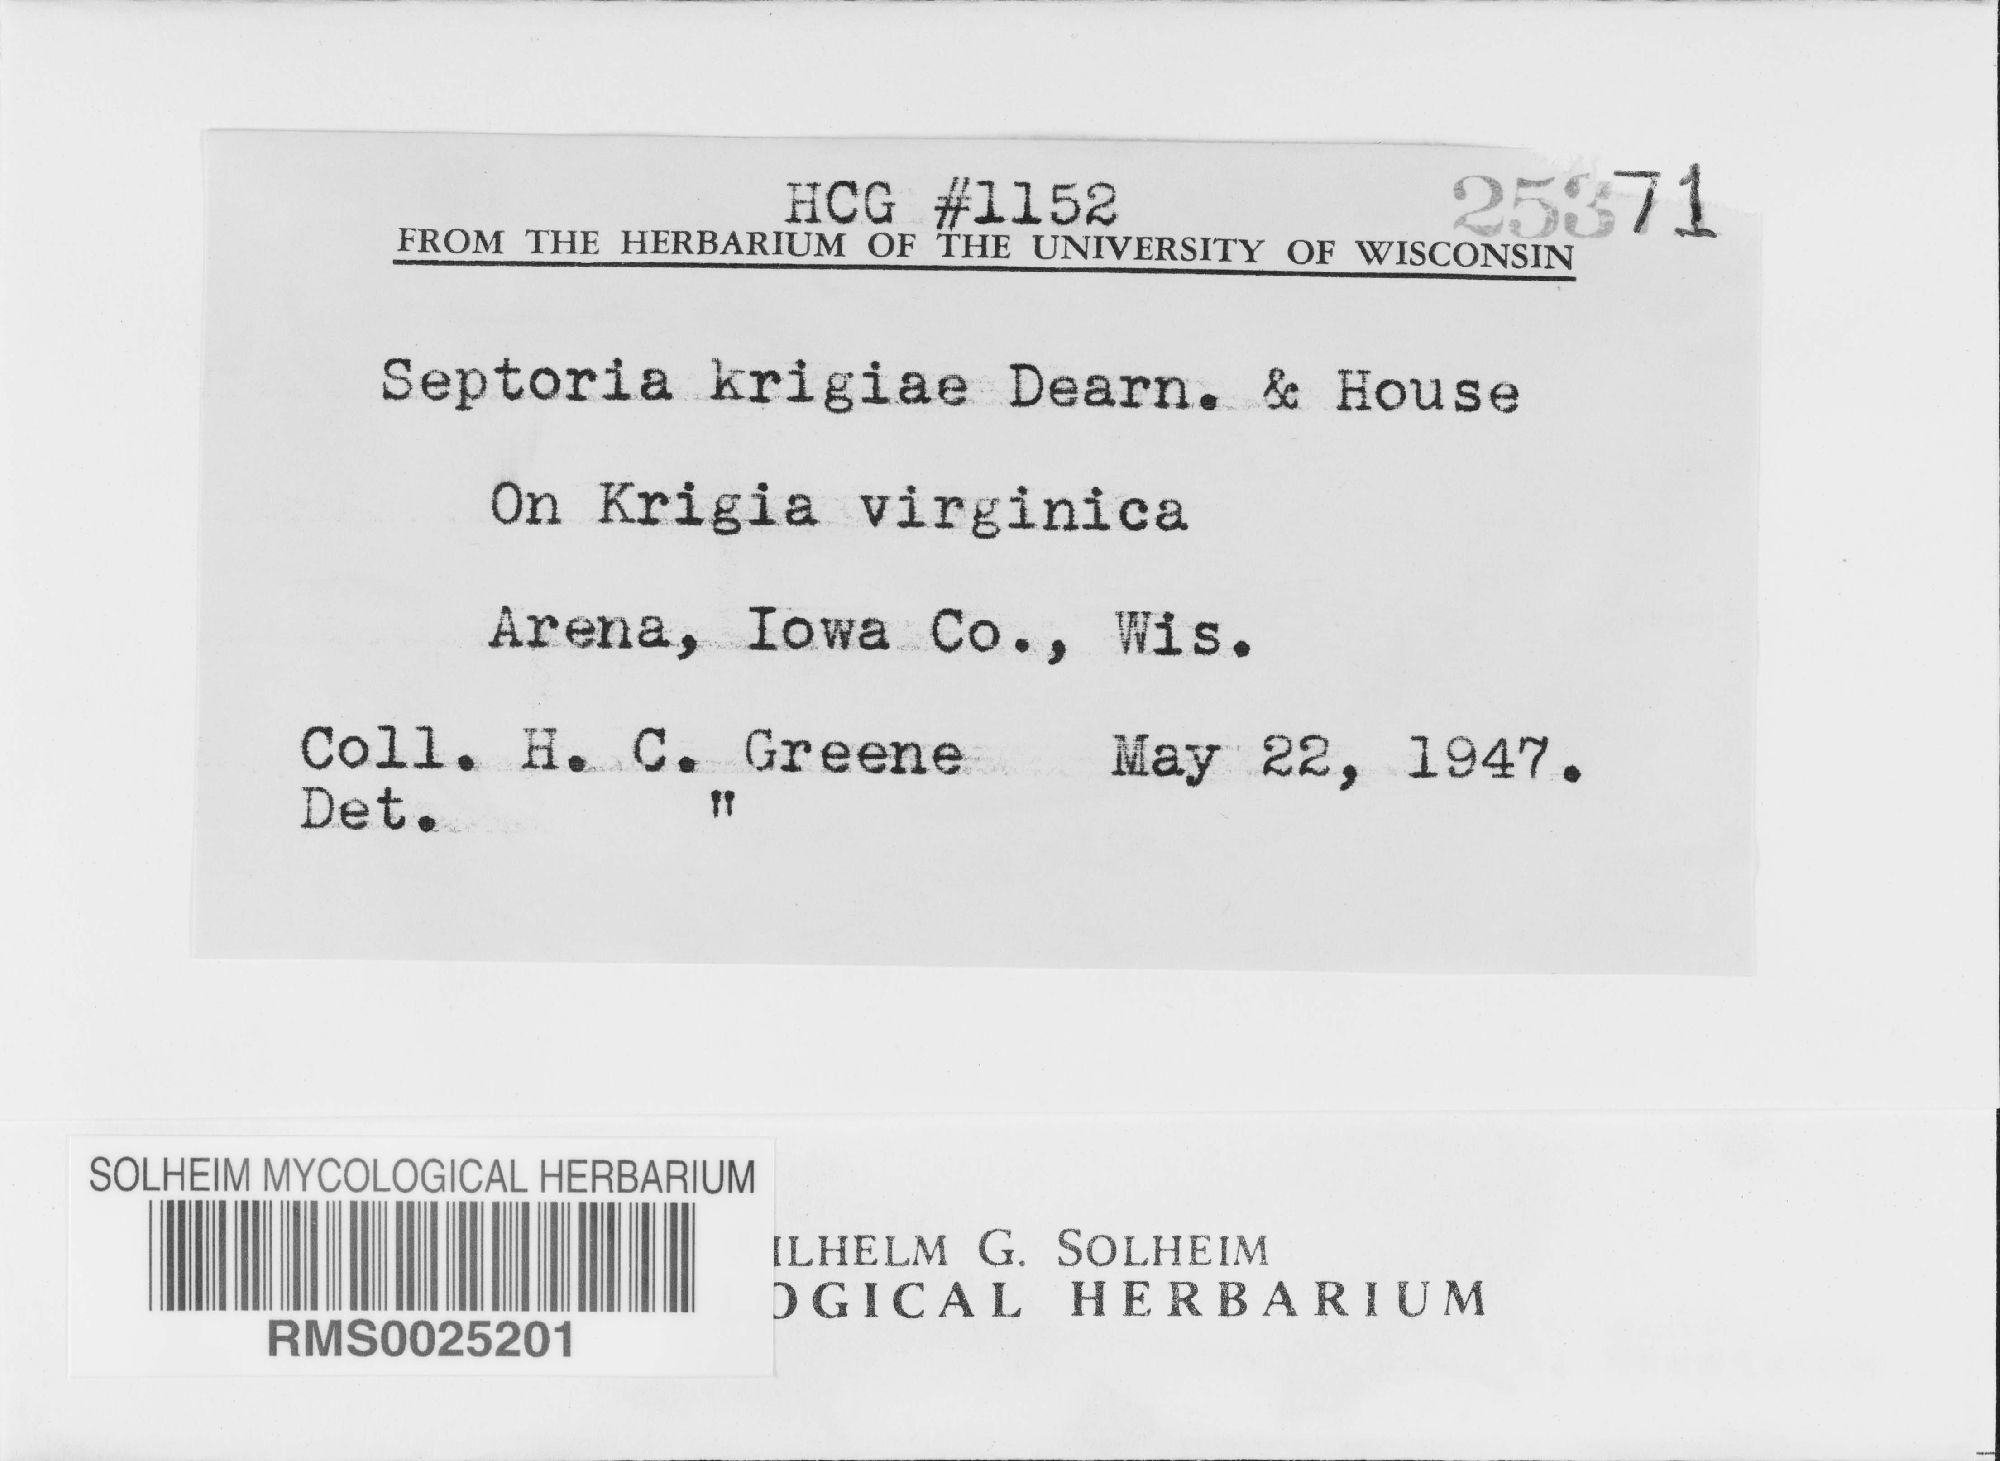 HCG #1152
25371
FROM THE HERBARIUM OF THE UNIVERSITY OF WISCONSIN
Septoria krigiae Dearn. & House
On Krigia virginica
Arena, Iowa Co., Wis.
Coll. H. C. Greene May 22, 1947.
Det. "
SOLHEIM MYCOLOGICAL HERBARIUM
RMS0025201
ILHELM G. SOLHEIM
OGICAL HERBARIUM